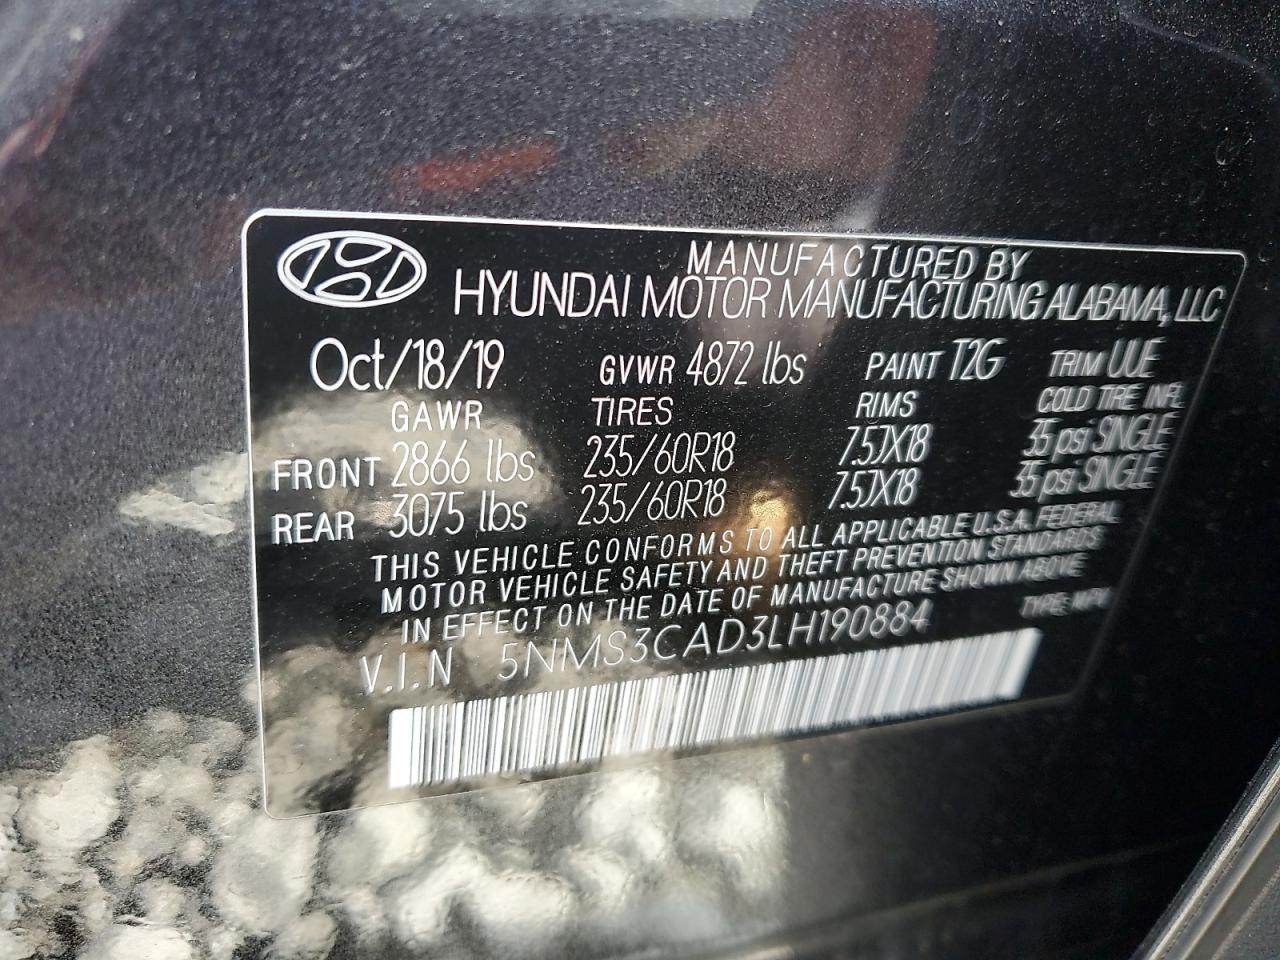 MANUFACTURED BY
HYUNDAI MOTOR MANUFACTURING ALABAMA, LLC
Oct/18/19 GVWR 4872 lbs PAINT T2G TRIM UUE
GAWR TIRES RIMS COLD TIRE INFL
FRONT 2866 lbs 235/60R18 7.5JX18 35 psi SINGLE
REAR 3075 lbs 235/60R18 7.5JX18 35 psi SINGLE
THIS VEHICLE CONFORMS TO ALL APPLICABLE U.S.A. FEDERAL
MOTOR VEHICLE SAFETY AND THEFT PREVENTION STANDARDS
IN EFFECT ON THE DATE OF MANUFACTURE SHOWN ABOVE
V.I.N 5NMS3CAD3LH190884 TYPE: MPV